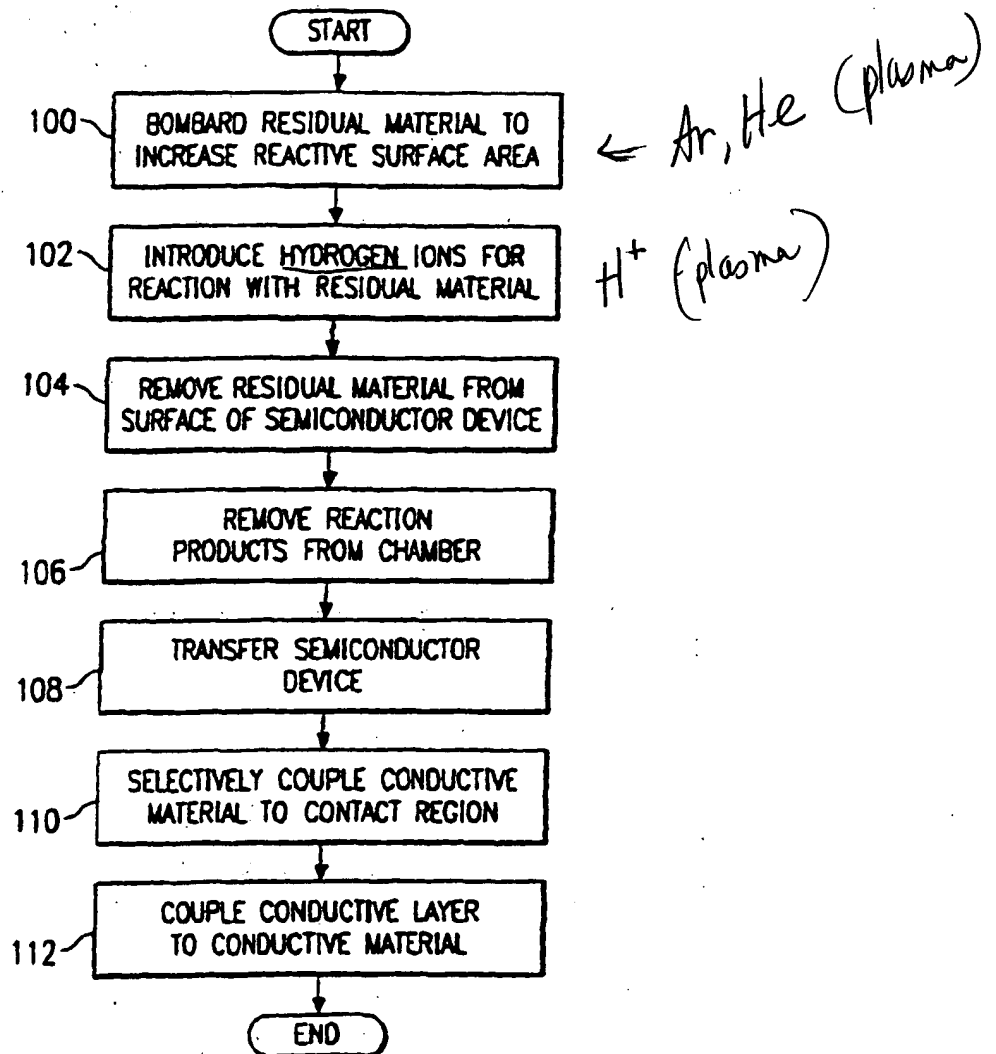 START
100
BOMBARD RESIDUAL MATERIAL TO
INCREASE REACTIVE SURFACE AREA
← Ar, He (plasma)
102
INTRODUCE HYDROGEN IONS FOR
REACTION WITH RESIDUAL MATERIAL
H+ (plasma)
104
REMOVE RESIDUAL MATERIAL FROM
SURFACE OF SEMICONDUCTOR DEVICE
106
REMOVE REACTION
PRODUCTS FROM CHAMBER
108
TRANSFER SEMICONDUCTOR
DEVICE
110
SELECTIVELY COUPLE CONDUCTIVE
MATERIAL TO CONTACT REGION
112
COUPLE CONDUCTIVE LAYER
TO CONDUCTIVE MATERIAL
END